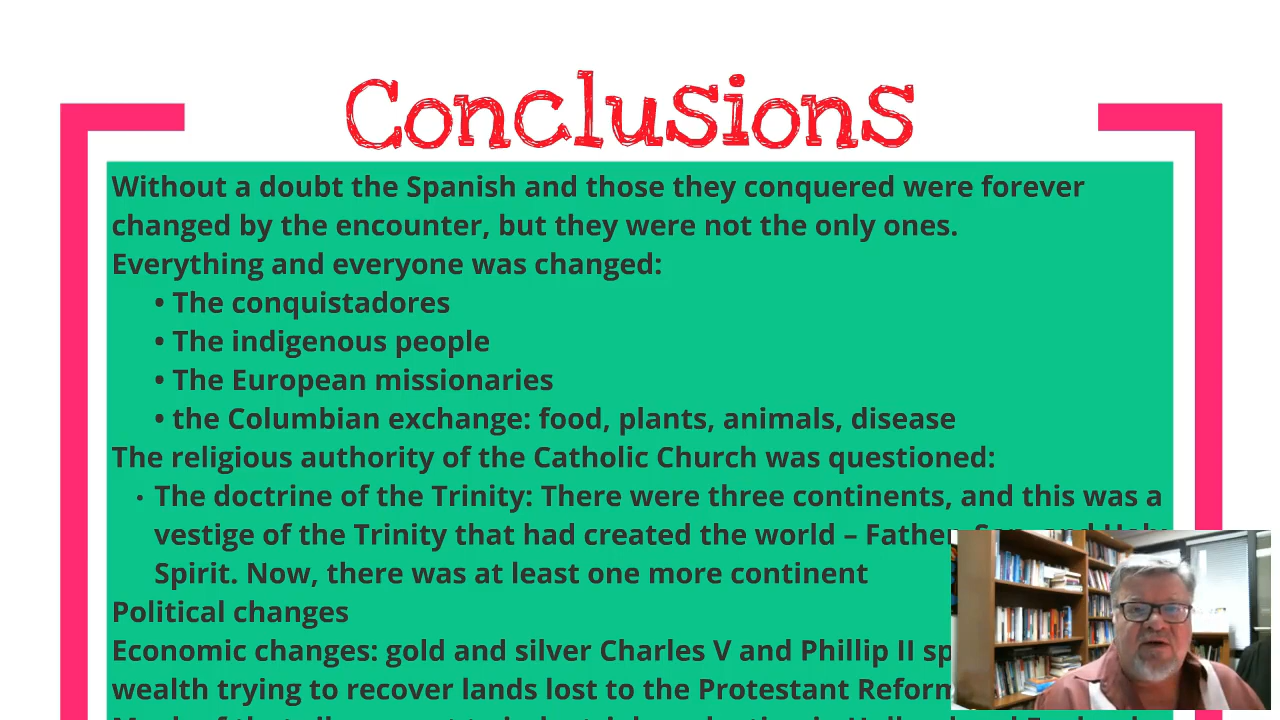 Conclusions
Without a doubt the Spanish and those they conquered were forever
changed by the encounter, but they were not the only ones.
Everything and everyone was changed:
• The conquistadores
• The indigenous people
• The European missionaries
• the Columbian exchange: food, plants, animals, disease
The religious authority of the Catholic Church was questioned:
• The doctrine of the Trinity: There were three continents, and this was a
vestige of the Trinity that had created the world – Father, Son, and Holy
Spirit. Now, there was at least one more continent
Political changes
Economic changes: gold and silver Charles V and Phillip II
wealth trying to recover lands lost to the Protestant